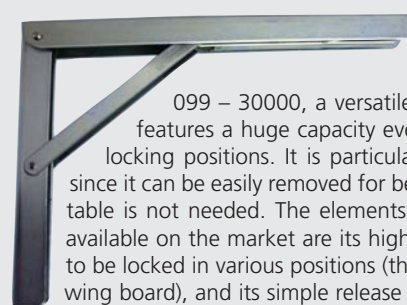 099 – 30000, a versatile
features a huge capacity eve
locking positions. It is particula
since it can be easily removed for be
table is not needed. The elements
available on the market are its high
to be locked in various positions (th
wing board), and its simple release